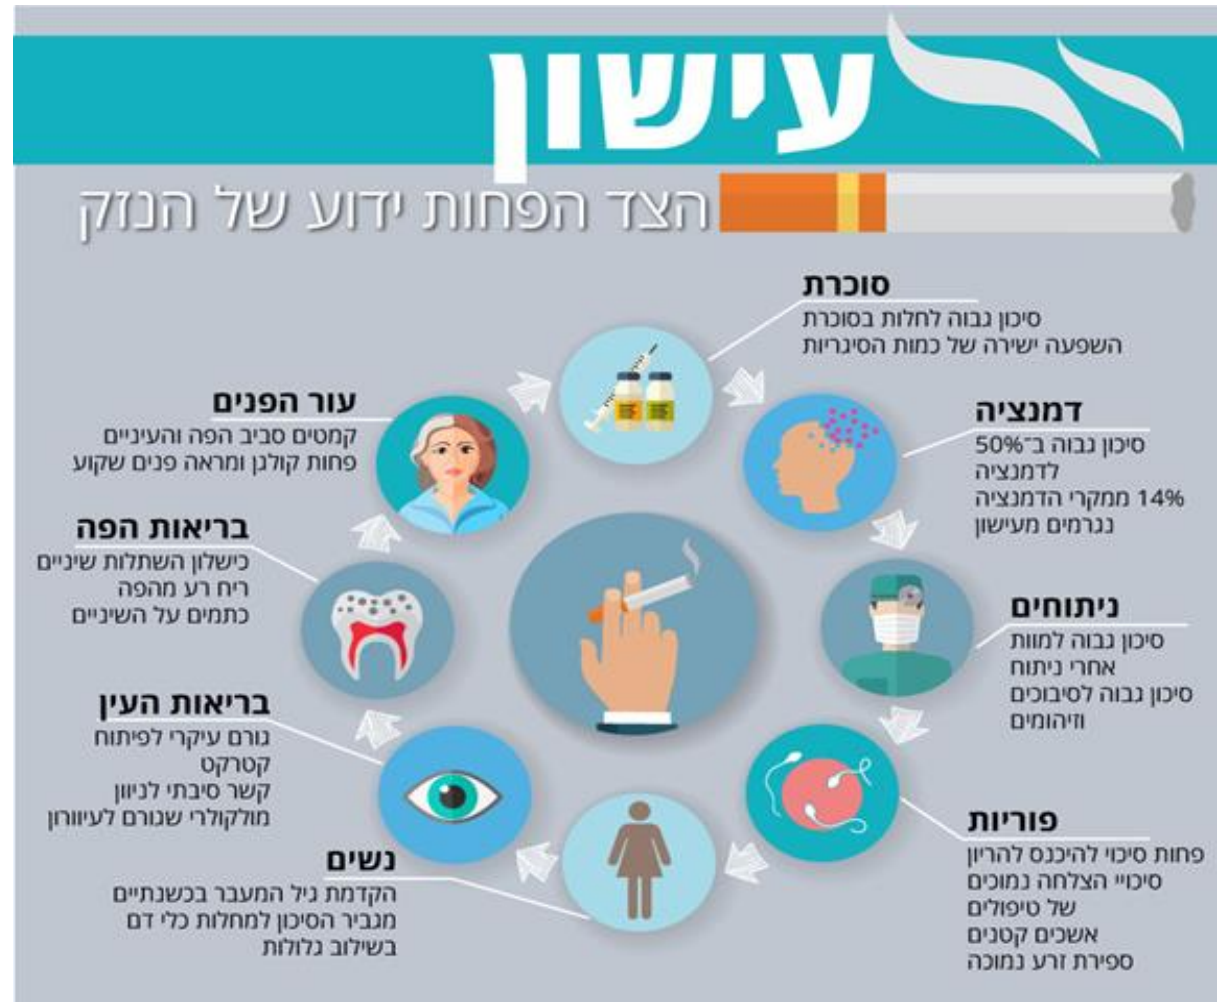 עישון
הצד הפחות ידוע של הנזק
סוכרת
סיכון גבוה לחלות בסוכרת
השפעה ישירה של כמות הסיגריות
דמנציה
סיכון גבוה ב־50%
לדמנציה
14% ממקרי הדמנציה
נגרמים מעישון
ניתוחים
סיכון גבוה למוות
אחרי ניתוח
סיכון גבוה לסיבוכים
וזיהומים
פוריות
פחות סיכוי להיכנס להריון
סיכויי הצלחה נמוכים
של טיפולים
אשכים קטנים
ספירת זרע נמוכה
נשים
הקדמת גיל המעבר בכשנתיים
מגביר הסיכון למחלות כלי דם
בשילוב גלולות
בריאות העין
גורם עיקרי לפיתוח
קטרקט
קשר סיבתי לניוון
מולקולרי שגורם לעיוורון
בריאות הפה
כישלון השתלות שיניים
ריח רע מהפה
כתמים על השיניים
עור הפנים
קמטים סביב הפה והעיניים
פחות קולגן ומראה פנים שקוע